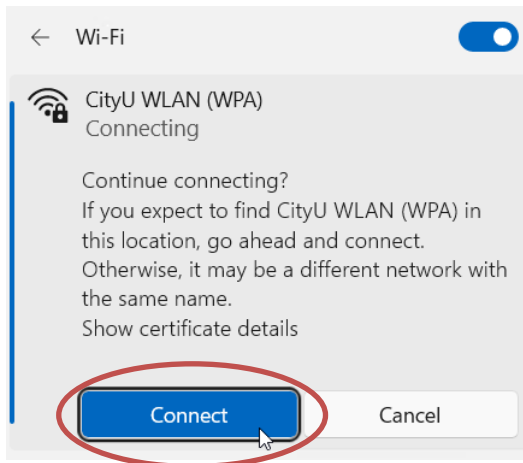 Wi-Fi
CityU WLAN (WPA)
Connecting
Continue connecting?
If you expect to find CityU WLAN (WPA) in
this location, go ahead and connect.
Otherwise, it may be a different network with
the same name.
Show certificate details
Connect
Cancel